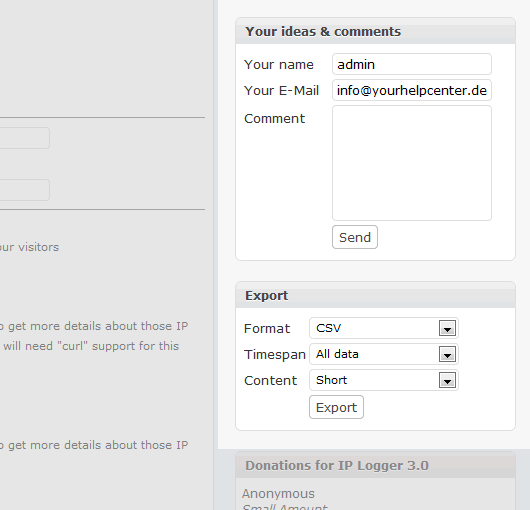 Your ideas & comments
Your name admin
Your E-Mail info@yourhelpcenter.de
Comment
Send
our visitors
Export
o get more details about those IP
will need "curl" support for this
Format CSV
Timespan All data
Content Short
Export
o get more details about those IP
Donations for IP Logger 3.0
Anonymous
Small Amount